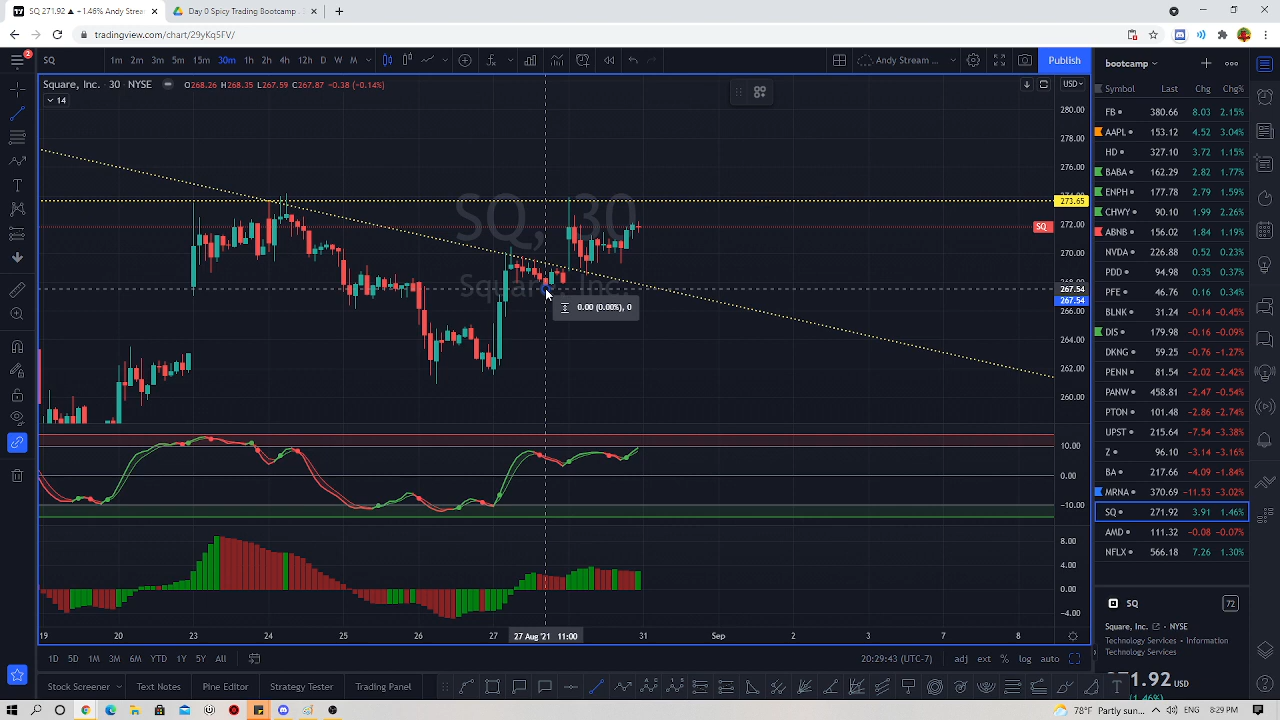 SQ 271.92 ▲ +1.46% Andy Stream
Day 0 Spicy Trading Bootcamp
tradingview.com/chart/29yKq5FV/
2
SQ 1m 2m 3m 5m 15m 30m 1h 2h 4h 12h D W M Andy Stream ... Publish
Square, Inc. 30 NYSE O268.26 H268.35 L267.59 C267.87 -0.38 (-0.14%)
14
USD
SQ, 30
Square, Inc.
280.00
278.00
276.00
274.00
273.65
272.00
SQ
270.00
268.00
267.54
267.54
266.00
264.00
262.00
260.00
0.00 (0.00%), 0
10.00
0.00
-10.00
8.00
4.00
0.00
-4.00
19 20 23 24 25 26 27 27 Aug '21 11:00 31 Sep 2 3 7 8
1D 5D 1M 3M 6M YTD 1Y 5Y All 20:29:43 (UTC-7) adj ext % log auto
Stock Screener Text Notes Pine Editor Strategy Tester Trading Panel
bootcamp
Symbol Last Chg Chg%
FB 380.66 8.03 2.15%
AAPL 153.12 4.52 3.04%
HD 327.10 3.72 1.15%
BABA 162.29 2.82 1.77%
ENPH 177.78 2.79 1.59%
CHWY 90.10 1.99 2.26%
ABNB 156.02 1.84 1.19%
NVDA 226.88 0.52 0.23%
PDD 94.98 0.35 0.37%
PFE 46.76 0.16 0.34%
BLNK 31.24 -0.14 -0.45%
DIS 179.98 -0.16 -0.09%
DKNG 59.25 -0.76 -1.27%
PENN 81.54 -2.02 -2.42%
PANW 458.81 -2.47 -0.54%
PTON 101.48 -2.86 -2.74%
UPST 215.64 -7.54 -3.38%
Z 96.10 -3.14 -3.16%
BA 217.66 -4.09 -1.84%
MRNA 370.69 -11.53 -3.02%
SQ 271.92 3.91 1.46%
AMD 111.32 -0.08 -0.07%
NFLX 566.18 7.26 1.30%
SQ 72
Square, Inc. • NYSE
Technology Services • Information
Technology Services
271.92 USD
(1.46%)
78°F Partly sun... ENG 8:29 PM